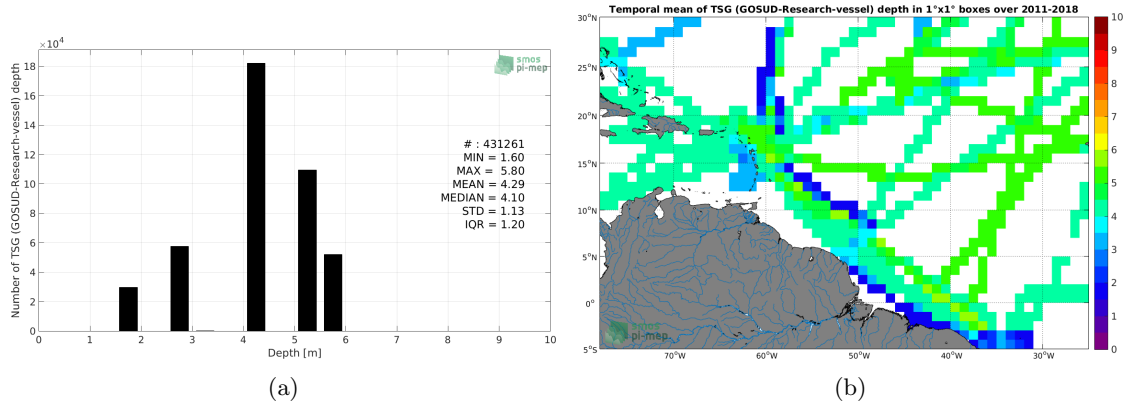 ×10⁴
18
16
14
12
10
8
6
4
2
0
Number of TSG (GOSUD-Research-vessel) depth
smos
pi-mep
# : 431261
MIN = 1.60
MAX = 5.80
MEAN = 4.29
MEDIAN = 4.10
STD = 1.13
IQR = 1.20
0 1 2 3 4 5 6 7 8 9 10
Depth [m]
(a)
Temporal mean of TSG (GOSUD-Research-vessel) depth in 1°x1° boxes over 2011-2018
30°N
25°N
20°N
15°N
10°N
5°N
0°
5°S
smos
pi-mep
70°W 60°W 50°W 40°W 30°W
10
9
8
7
6
5
4
3
2
1
0
(b)